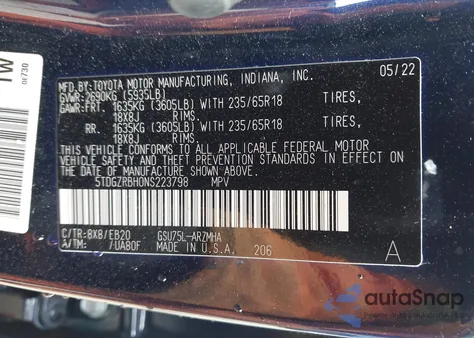 MFD.BY:TOYOTA MOTOR MANUFACTURING, INDIANA, INC.
05/22
GVWR:2690KG (5935LB)
GAWR:FRT. 1635KG (3605LB) WITH 235/65R18 TIRES,
18X8J RIMS.
RR. 1635KG (3605LB) WITH 235/65R18 TIRES,
18X8J RIMS.
THIS VEHICLE CONFORMS TO ALL APPLICABLE FEDERAL MOTOR
VEHICLE SAFETY AND THEFT PREVENTION STANDARDS IN EFFECT
ON THE DATE OF MANUFACTURE SHOWN ABOVE.
5TDGZRBH0NS223798 MPV
C/TR:8X8/EB20 GSU75L-ARZMHA
A/TM: /UA80F MADE IN U.S.A. 206
A
0E730
autoSnap